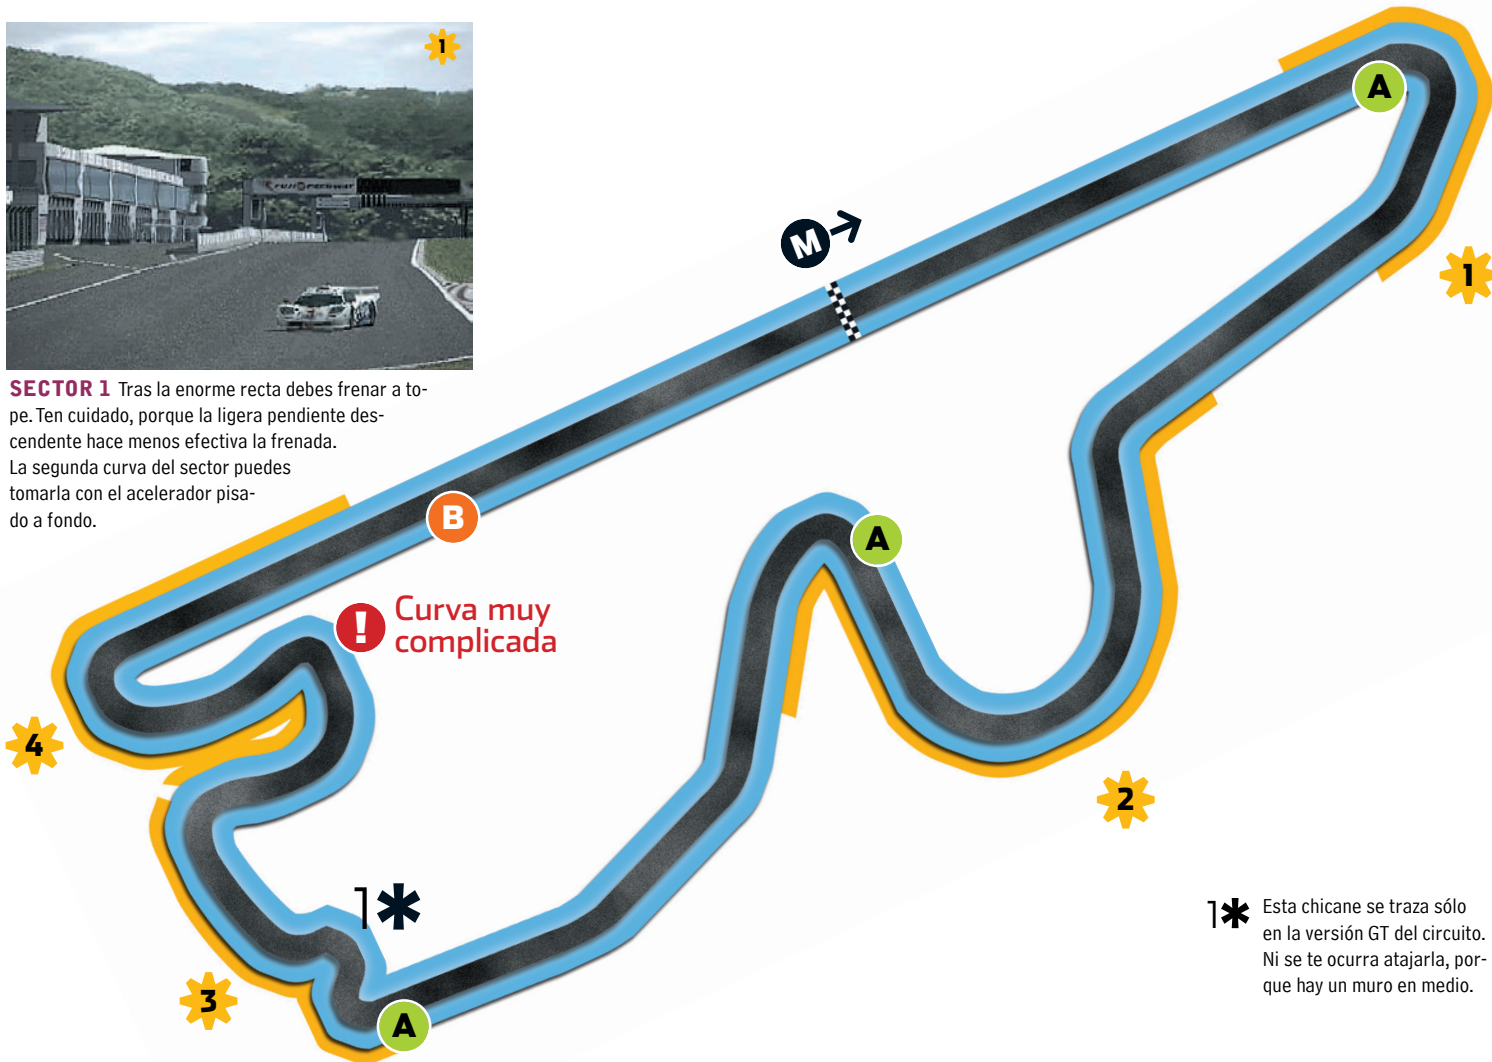 1
FUJI SPEEDWAY
SECTOR 1 Tras la enorme recta debes frenar a to-
pe. Ten cuidado, porque la ligera pendiente des-
cendente hace menos efectiva la frenada.
La segunda curva del sector puedes
tomarla con el acelerador pisa-
do a fondo.
A
M
1
B
A
! Curva muy
complicada
4
2
1*
3
A
1* Esta chicane se traza sólo
en la versión GT del circuito.
Ni se te ocurra atajarla, por-
que hay un muro en medio.